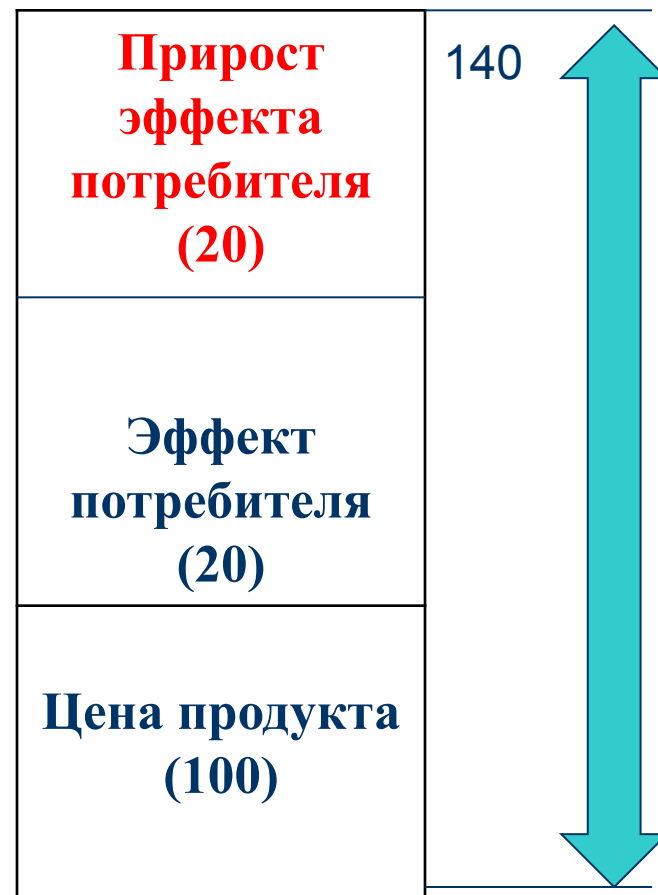 Прирост
эффекта
потребителя
(20)
140
Эффект
потребителя
(20)
Цена продукта
(100)